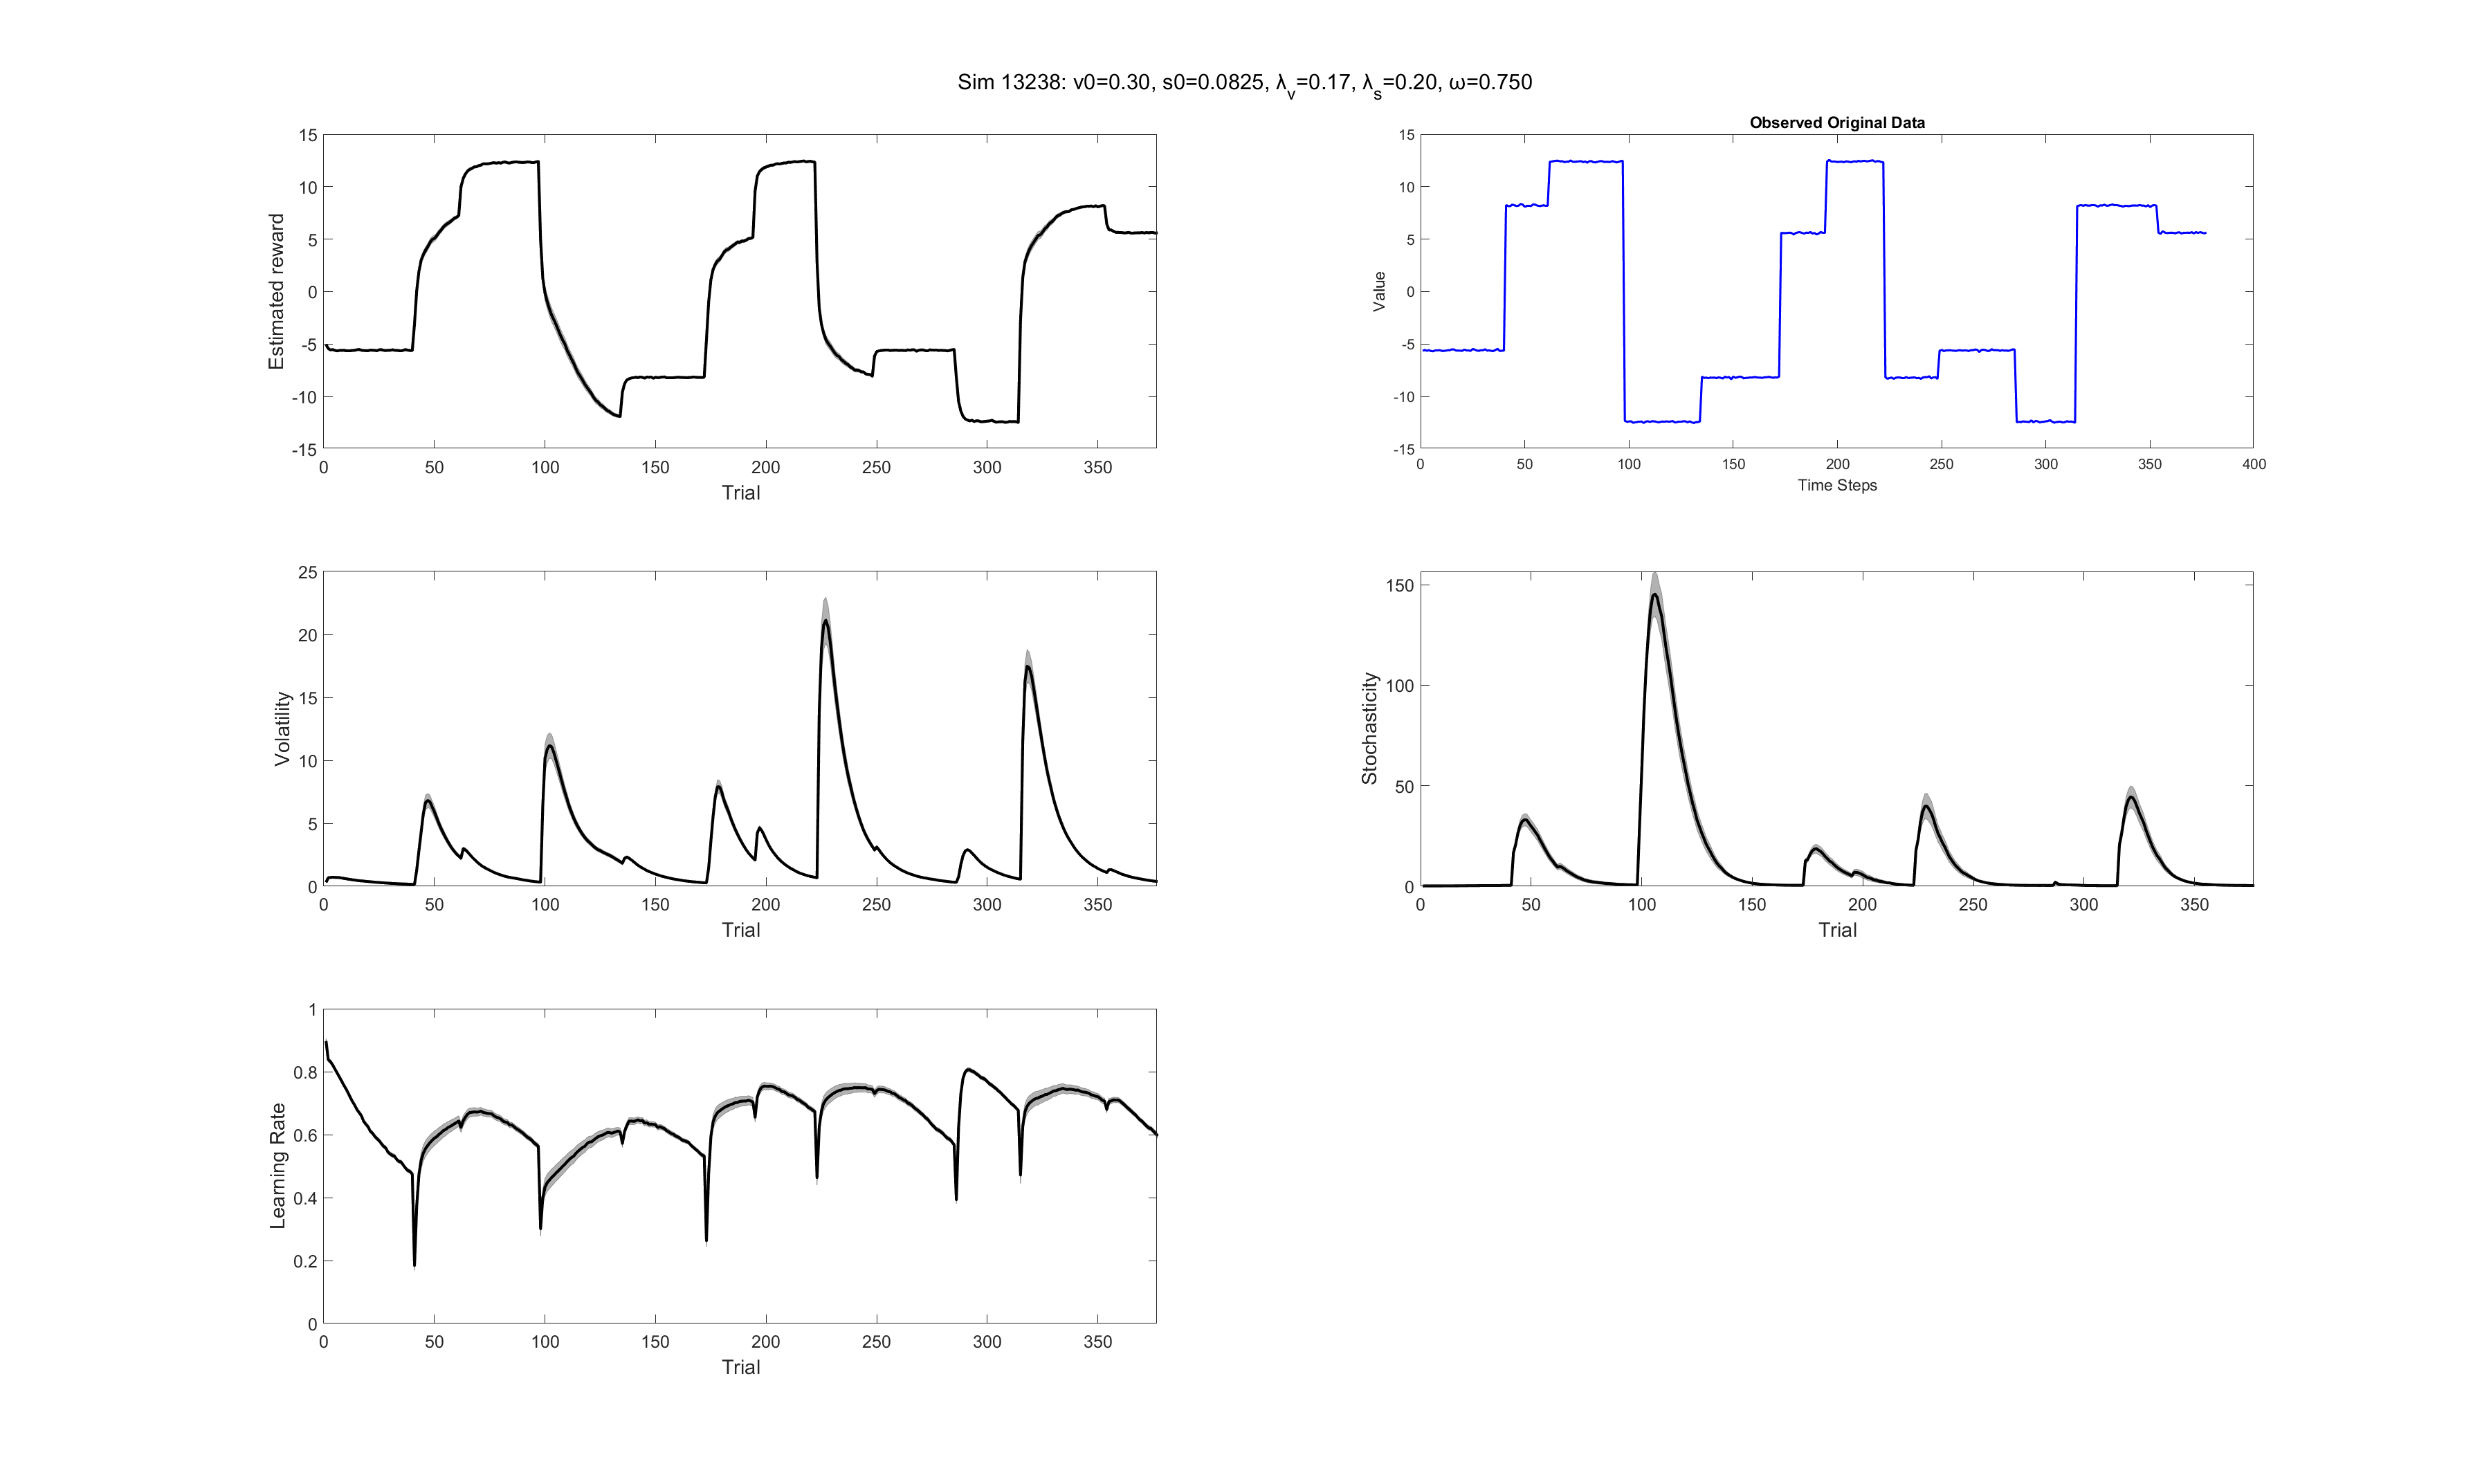 Sim 13238: v0=0.30, s0=0.0825, λv=0.17, λs=0.20, ω=0.750
15
10
5
0
-5
-10
-15
Estimated reward
0 50 100 150 200 250 300 350
Trial
Observed Original Data
15
10
5
0
-5
-10
-15
Value
0 50 100 150 200 250 300 350 400
Time Steps
25
20
15
10
5
0
Volatility
0 50 100 150 200 250 300 350
Trial
150
100
50
0
Stochasticity
0 50 100 150 200 250 300 350
Trial
1
0.8
0.6
0.4
0.2
0
Learning Rate
0 50 100 150 200 250 300 350
Trial